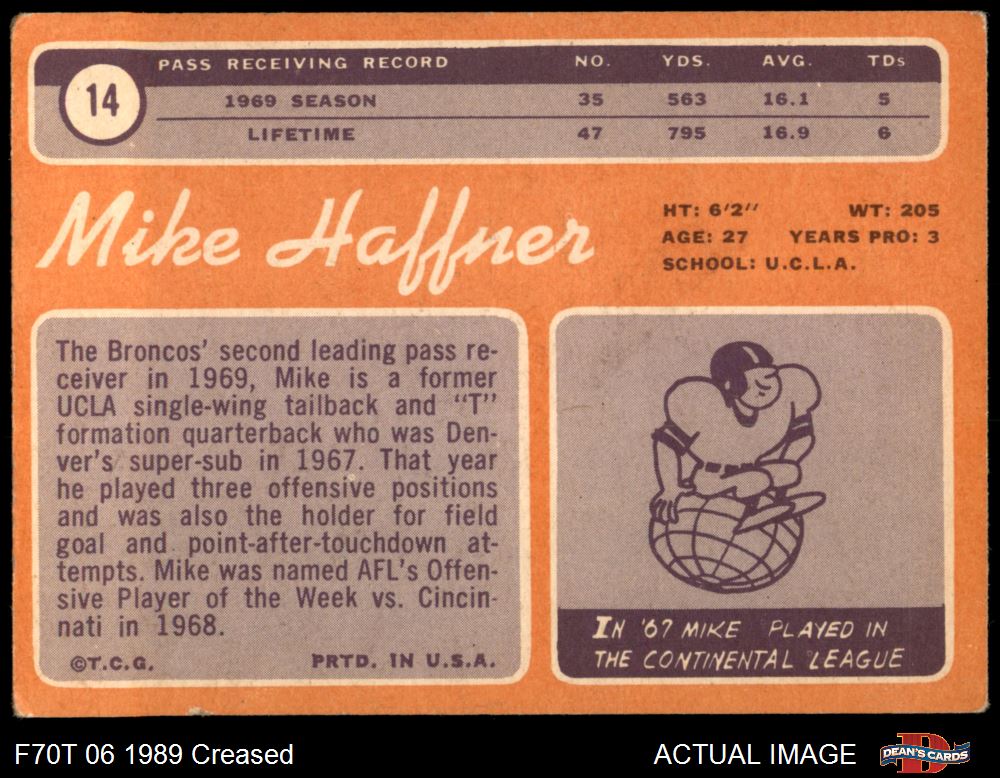 14
PASS RECEIVING RECORD NO. YDS. AVG. TDs
1969 SEASON 35 563 16.1 5
LIFETIME 47 795 16.9 6
Mike Haffner
HT: 6'2" WT: 205
AGE: 27 YEARS PRO: 3
SCHOOL: U.C.L.A.
The Broncos' second leading pass re-
ceiver in 1969, Mike is a former
UCLA single-wing tailback and "T"
formation quarterback who was Den-
ver's super-sub in 1967. That year
he played three offensive positions
and was also the holder for field
goal and point-after-touchdown at-
tempts. Mike was named AFL's Offen-
sive Player of the Week vs. Cincin-
nati in 1968.
©T.C.G. PRTD. IN U.S.A.
IN '67 MIKE PLAYED IN
THE CONTINENTAL LEAGUE
F70T 06 1989 Creased
ACTUAL IMAGE
DEAN'S CARDS